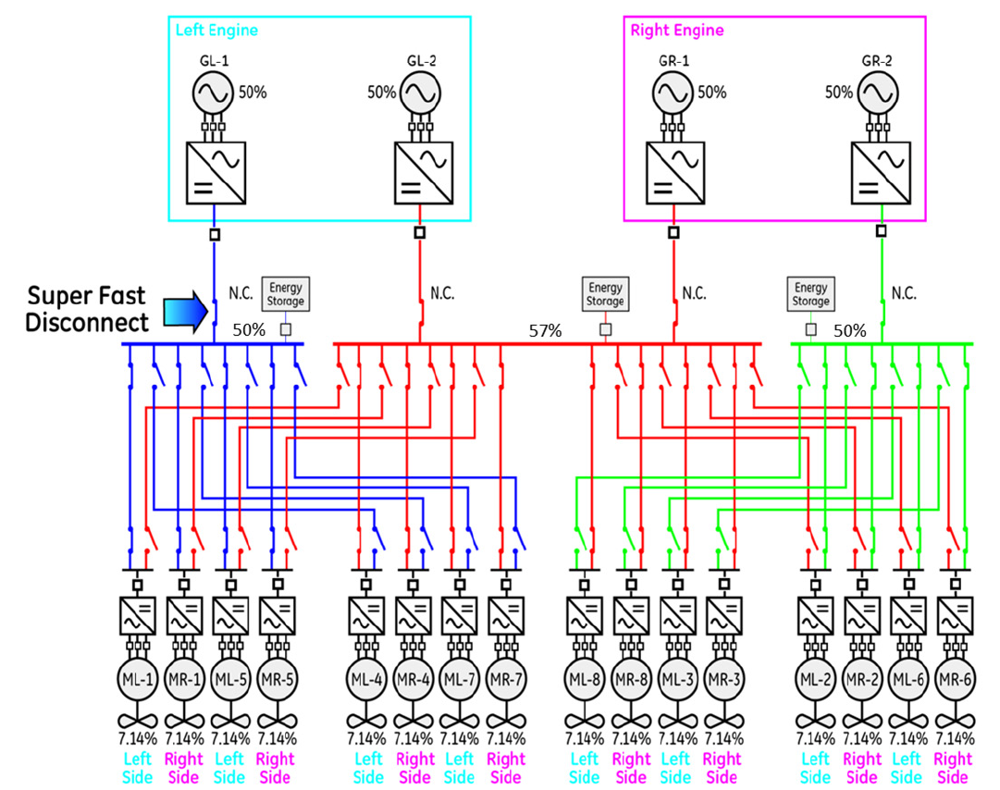 Left Engine
Right Engine
GL-1
GL-2
GR-1
GR-2
50%
50%
50%
50%
Super Fast
Disconnect
N.C.
Energy
Storage
N.C.
Energy
Storage
N.C.
Energy
Storage
N.C.
50%
57%
50%
ML-1 MR-1 ML-5 MR-5 ML-4 MR-4 ML-7 MR-7 ML-8 MR-8 ML-3 MR-3 ML-2 MR-2 ML-6 MR-6
7.14% 7.14% 7.14% 7.14% 7.14% 7.14% 7.14% 7.14% 7.14% 7.14% 7.14% 7.14% 7.14% 7.14% 7.14% 7.14%
Left Right Left Right Left Right Left Right Left Right Left Right Left Right Left Right
Side Side Side Side Side Side Side Side Side Side Side Side Side Side Side Side